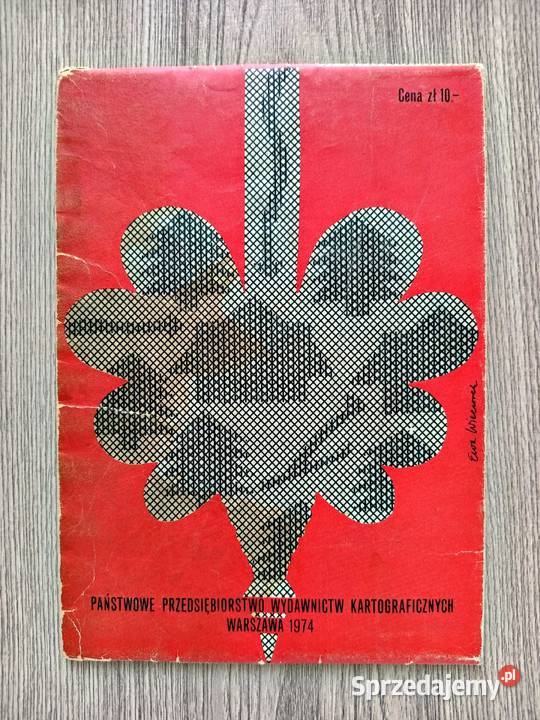 Cena zł 10.-
PAŃSTWOWE PRZEDSIĘBIORSTWO WYDAWNICTW KARTOGRAFICZNYCH
WARSZAWA 1974
Sprzedajemy.pl